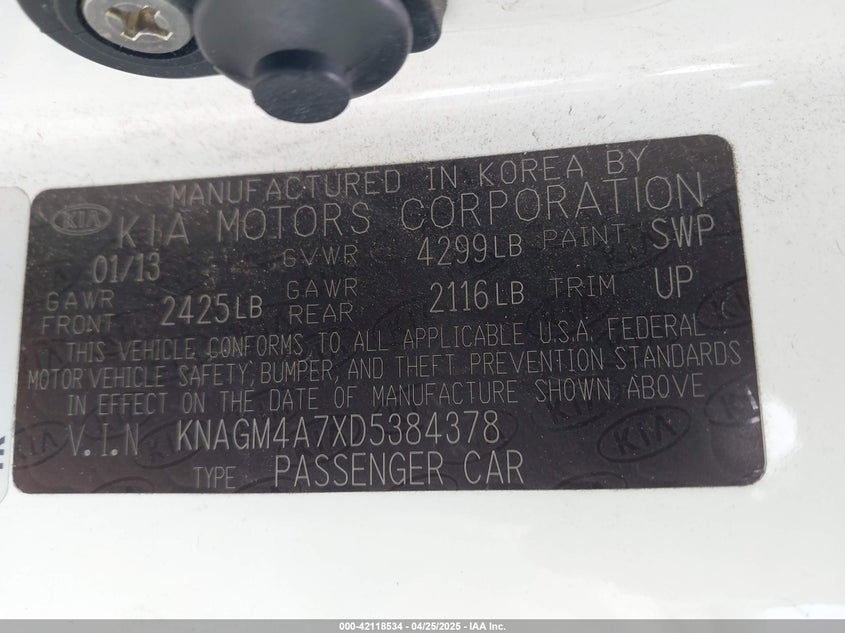 MANUFACTURED IN KOREA BY
KIA KIA MOTORS CORPORATION
01/13 GVWR 4299LB PAINT SWP
GAWR FRONT 2425LB GAWR REAR 2116LB TRIM UP
THIS VEHICLE CONFORMS TO ALL APPLICABLE U.S.A. FEDERAL
MOTOR VEHICLE SAFETY, BUMPER, AND THEFT PREVENTION STANDARDS
IN EFFECT ON THE DATE OF MANUFACTURE SHOWN ABOVE
V.I.N KNAGM4A7XD5384378
TYPE PASSENGER CAR
000-42118534 - 04/25/2025 - IAA Inc.